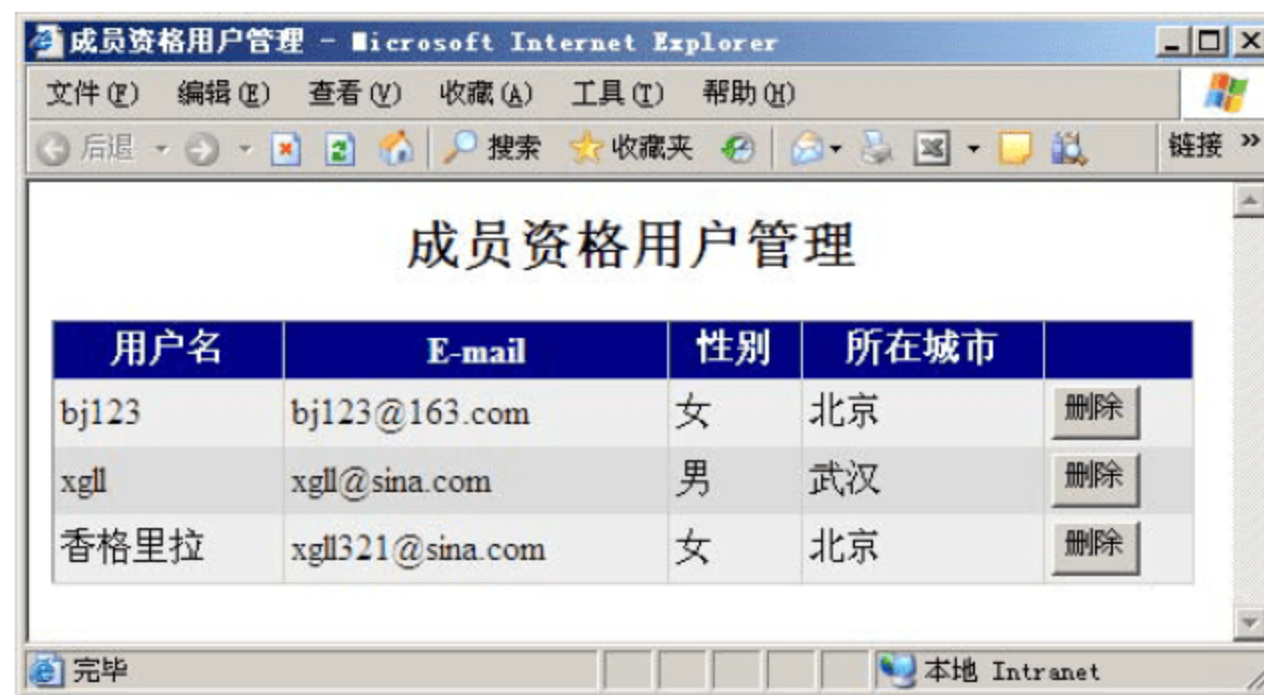 成员资格用户管理 - Microsoft Internet Explorer
文件(F) 编辑(E) 查看(V) 收藏(A) 工具(T) 帮助(H)
后退 搜索 收藏夹 链接 »
成员资格用户管理
用户名 E-mail 性别 所在城市
bj123 bj123@163.com 女 北京 删除
xgll xgll@sina.com 男 武汉 删除
香格里拉 xgll321@sina.com 女 北京 删除
完毕 本地 Intranet